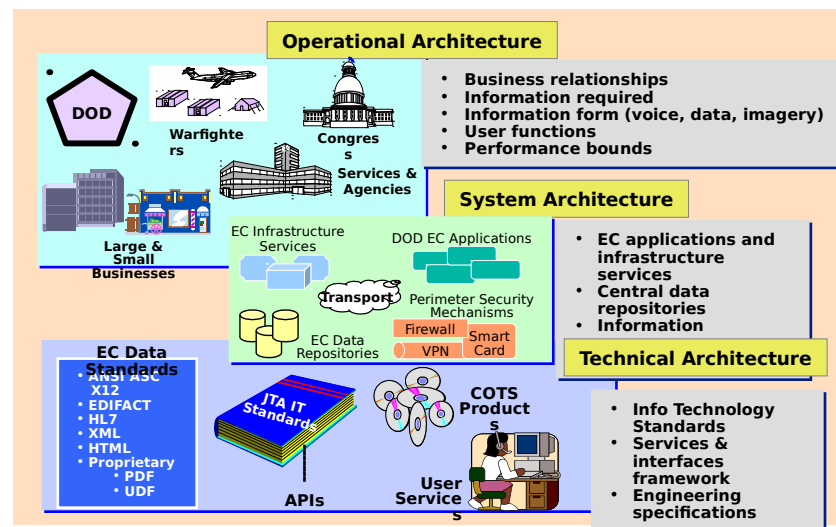 Operational Architecture
DOD
Warfighte
rs
Congres
s
Services &
Agencies
Large &
Small
Businesses
• Business relationships
• Information required
• Information form (voice, data, imagery)
• User functions
• Performance bounds
System Architecture
EC Infrastructure
Services
DOD EC Applications
Transport
Perimeter Security
Mechanisms
EC Data
Repositories
Firewall
VPN
Smart
Card
• EC applications and
infrastructure
services
• Central data
repositories
• Information
Technical Architecture
EC Data
Standards
• ANSI ASC
X12
• EDIFACT
• HL7
• XML
• HTML
• Proprietary
• PDF
• UDF
JTA IT
Standards
APIs
COTS
Product
s
User
Service
s
• Info Technology
Standards
• Services &
interfaces
framework
• Engineering
specifications